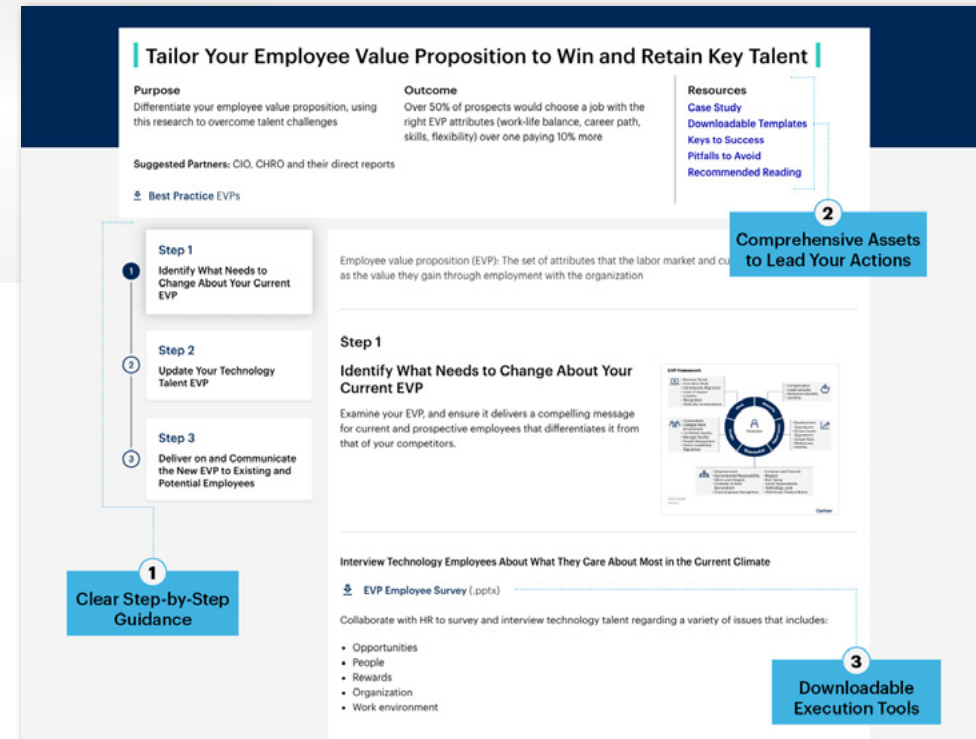 Tailor Your Employee Value Proposition to Win and Retain Key Talent
Purpose
Differentiate your employee value proposition, using
this research to overcome talent challenges
Suggested Partners: CIO, CHRO and their direct reports
Best Practice EVPs
Outcome
Over 50% of prospects would choose a job with the
right EVP attributes (work-life balance, career path,
skills, flexibility) over one paying 10% more
Resources
Case Study
Downloadable Templates
Keys to Success
Pitfalls to Avoid
Recommended Reading
2
Comprehensive Assets
to Lead Your Actions
1
Step 1
Identify What Needs to
Change About Your Current
EVP
2
Step 2
Update Your Technology
Talent EVP
3
Step 3
Deliver on and Communicate
the New EVP to Existing and
Potential Employees
1
Clear Step-by-Step
Guidance
Employee value proposition (EVP): The set of attributes that the labor market and cu
as the value they gain through employment with the organization
Step 1
Identify What Needs to Change About Your
Current EVP
Examine your EVP, and ensure it delivers a compelling message
for current and prospective employees that differentiates it from
that of your competitors.
EVP Framework
Gartner
Interview Technology Employees About What They Care About Most in the Current Climate
EVP Employee Survey (.pptx)
Collaborate with HR to survey and interview technology talent regarding a variety of issues that includes:
• Opportunities
• People
• Rewards
• Organization
• Work environment
3
Downloadable
Execution Tools